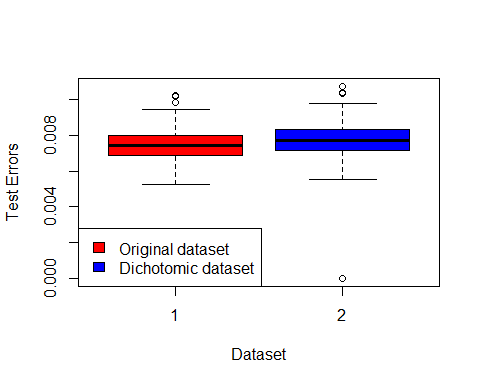 Test Errors
0.008
0.004
0.000
Original dataset
Dichotomic dataset
1 2
Dataset